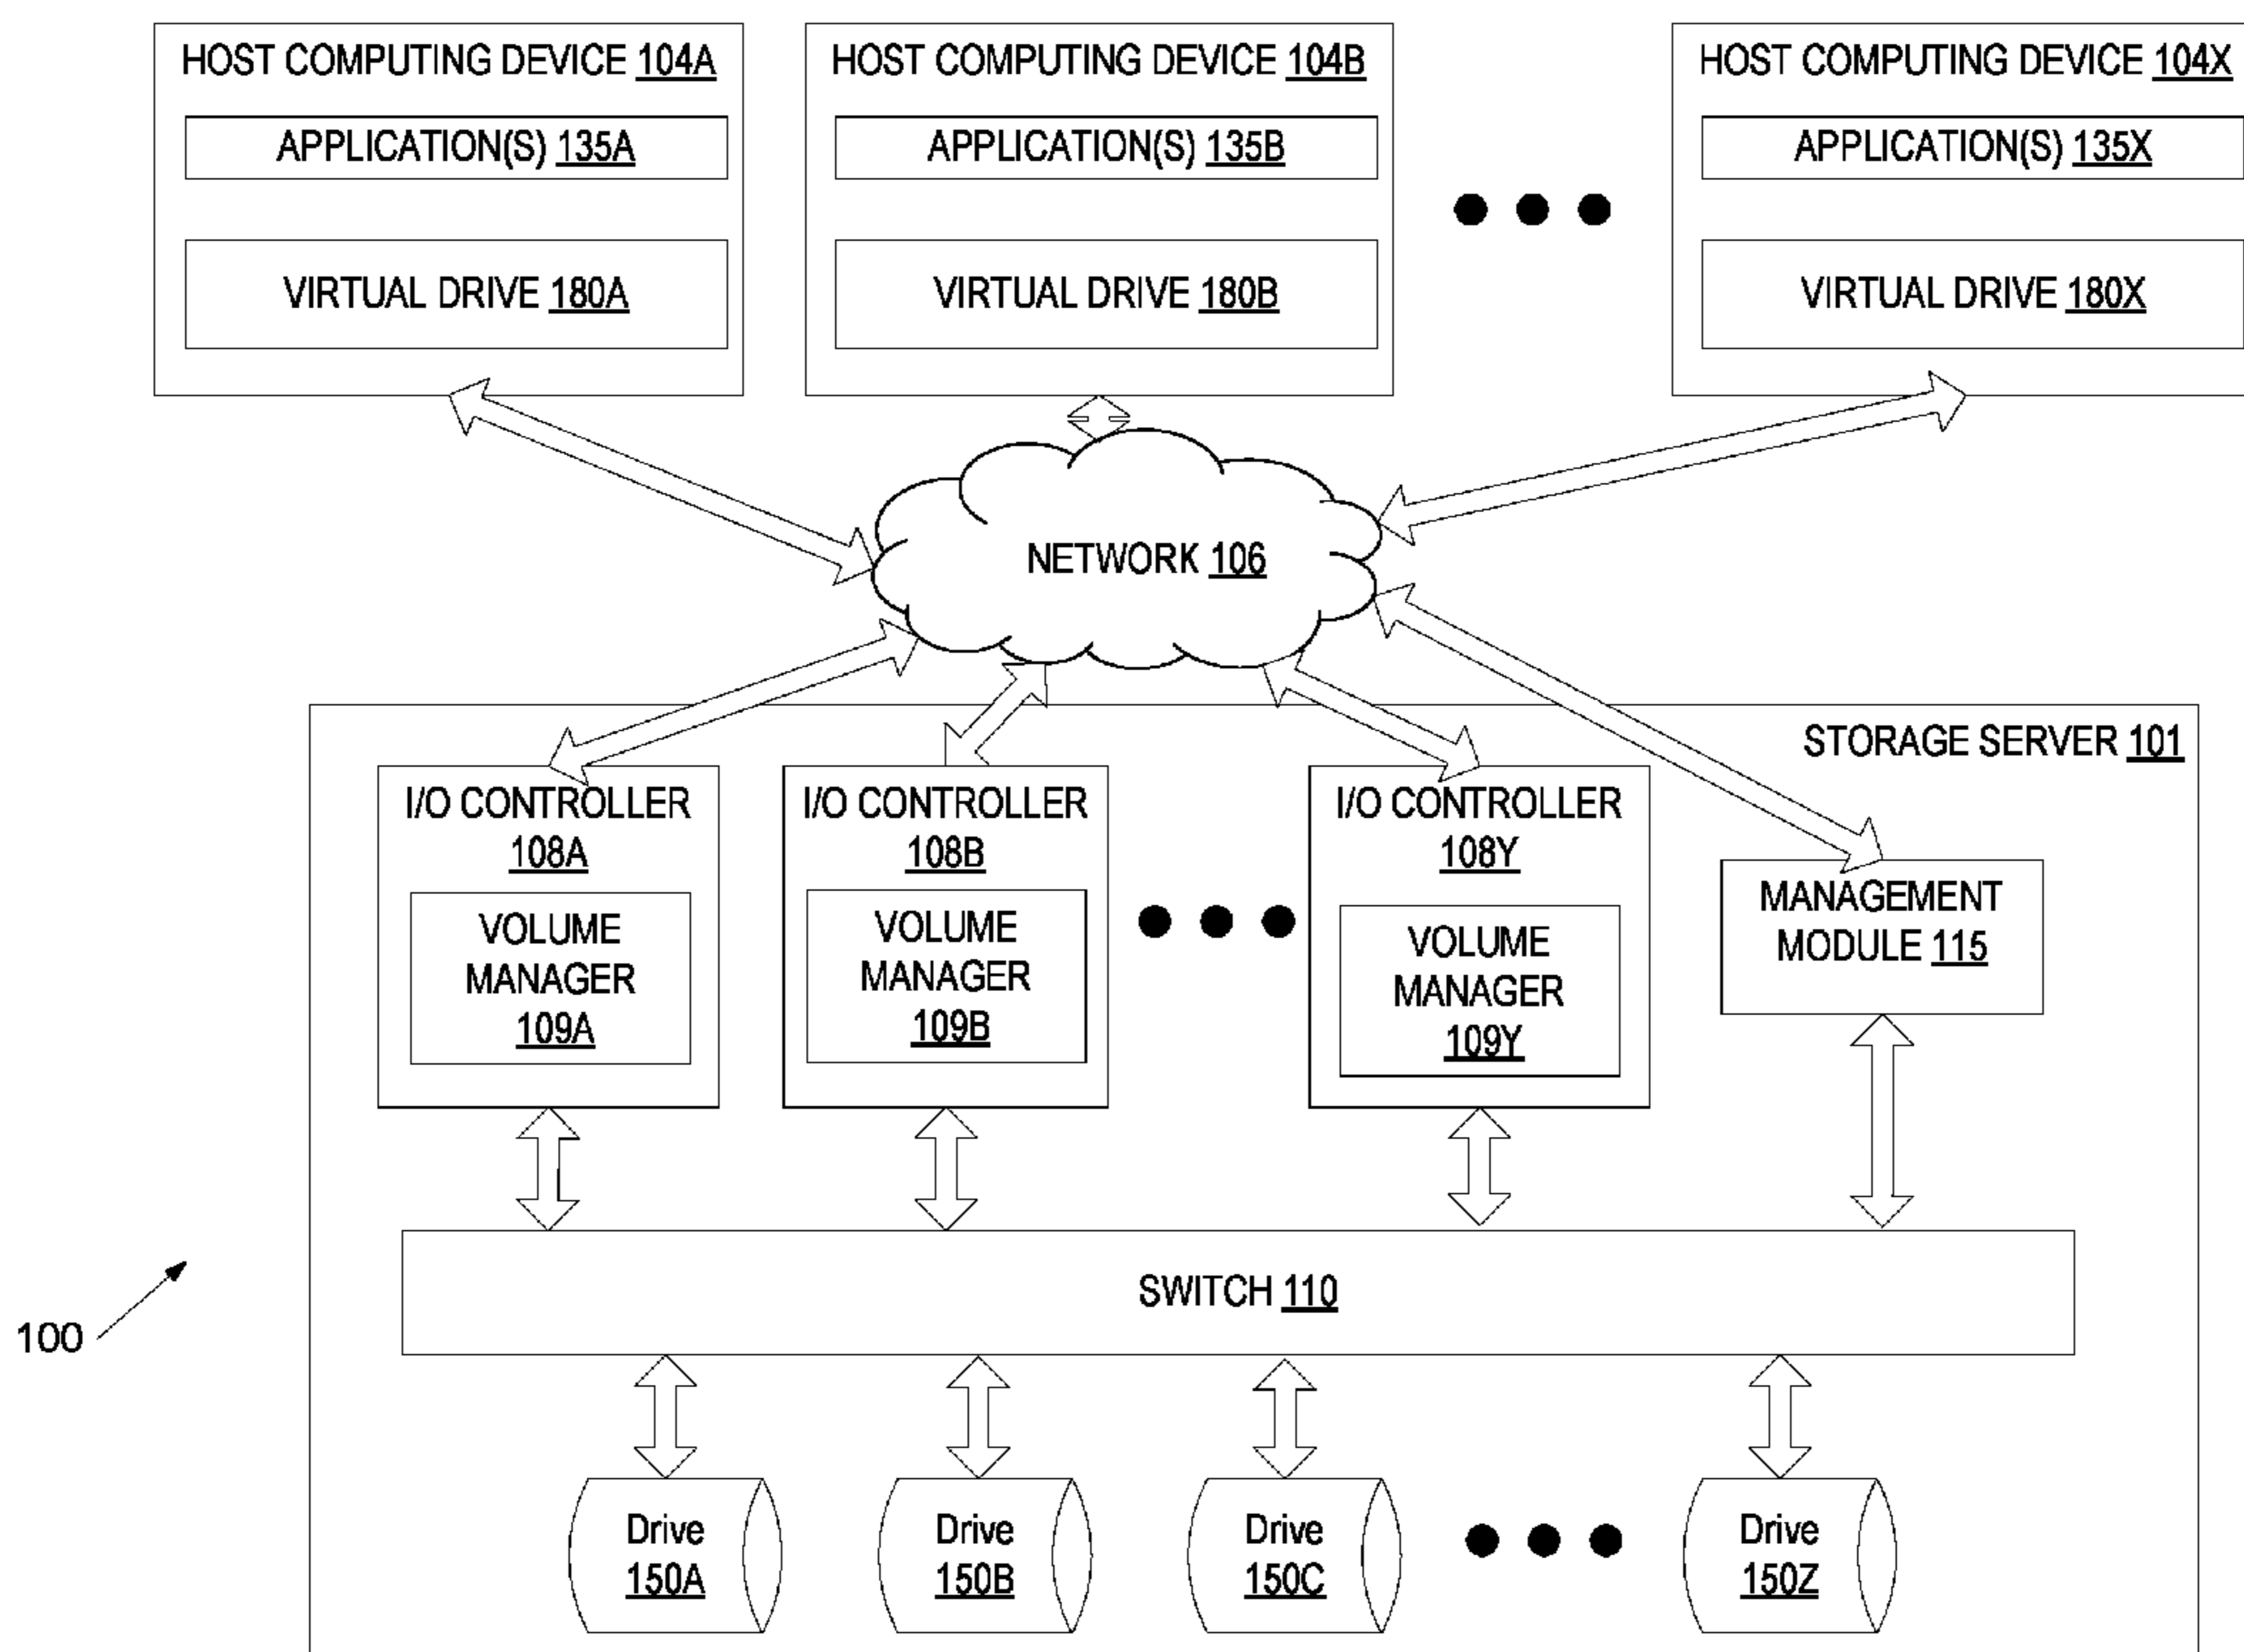 HOST COMPUTING DEVICE 104A
APPLICATION(S) 135A
VIRTUAL DRIVE 180A
HOST COMPUTING DEVICE 104B
APPLICATION(S) 135B
VIRTUAL DRIVE 180B
HOST COMPUTING DEVICE 104X
APPLICATION(S) 135X
VIRTUAL DRIVE 180X
NETWORK 106
STORAGE SERVER 101
I/O CONTROLLER
108A
VOLUME
MANAGER
109A
I/O CONTROLLER
108B
VOLUME
MANAGER
109B
I/O CONTROLLER
108Y
VOLUME
MANAGER
109Y
MANAGEMENT
MODULE 115
SWITCH 110
100
Drive
150A
Drive
150B
Drive
150C
Drive
150Z